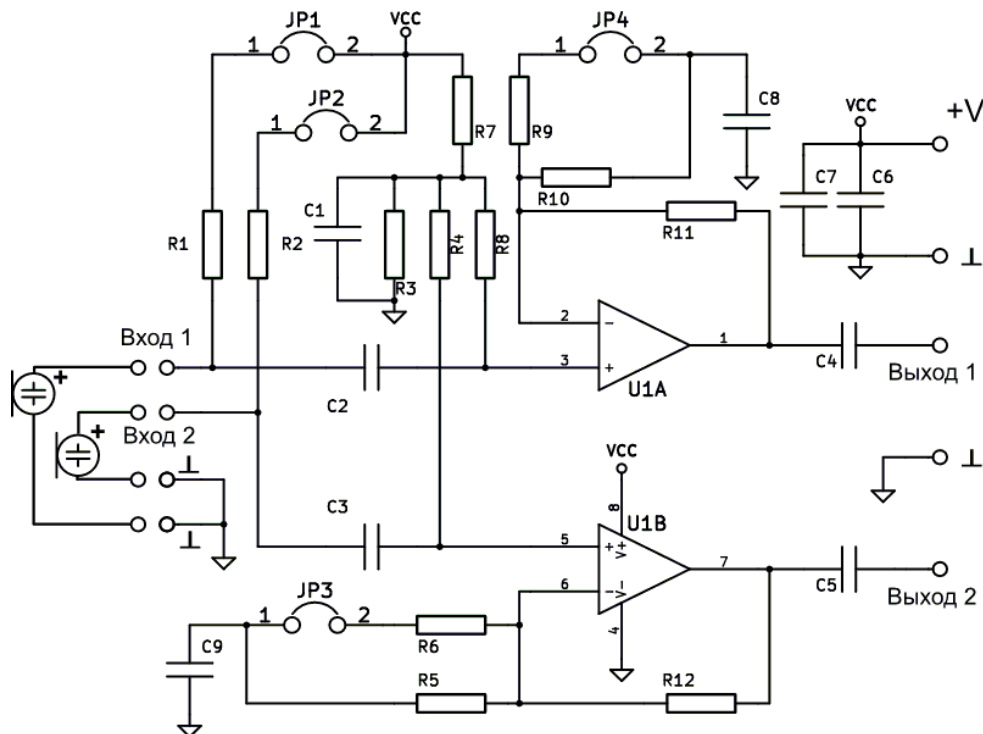 JP1
VCC
JP4
1 2
1 2
JP2
1 2
R7
R9
C8
VCC
+V
C7 C6
R10
C1
R1 R2 R3 R4 R8
R11
⊥
Вход 1
2 − 1
3 +
C2
U1A
C4
Выход 1
+
Вход 2
+
⊥
VCC
⊥
C3
8
U1B
⊥
5 + V+ 7
6 − V-
4
C5
Выход 2
JP3
1 2
C9
R6
R5
R12